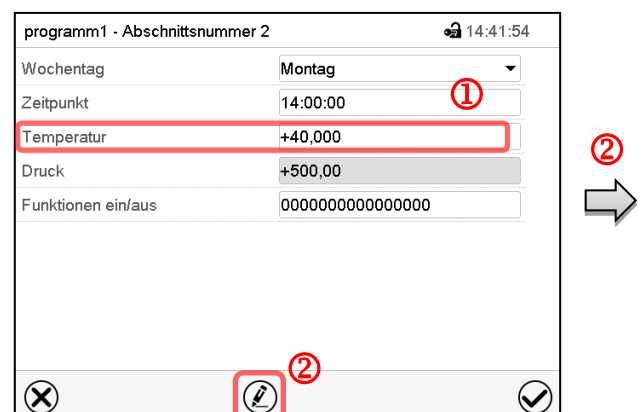 programm1 - Abschnittsnummer 2 14:41:54
Wochentag Montag
①
Zeitpunkt 14:00:00
Temperatur +40,000
②
Druck +500,00
Funktionen ein/aus 0000000000000000
②